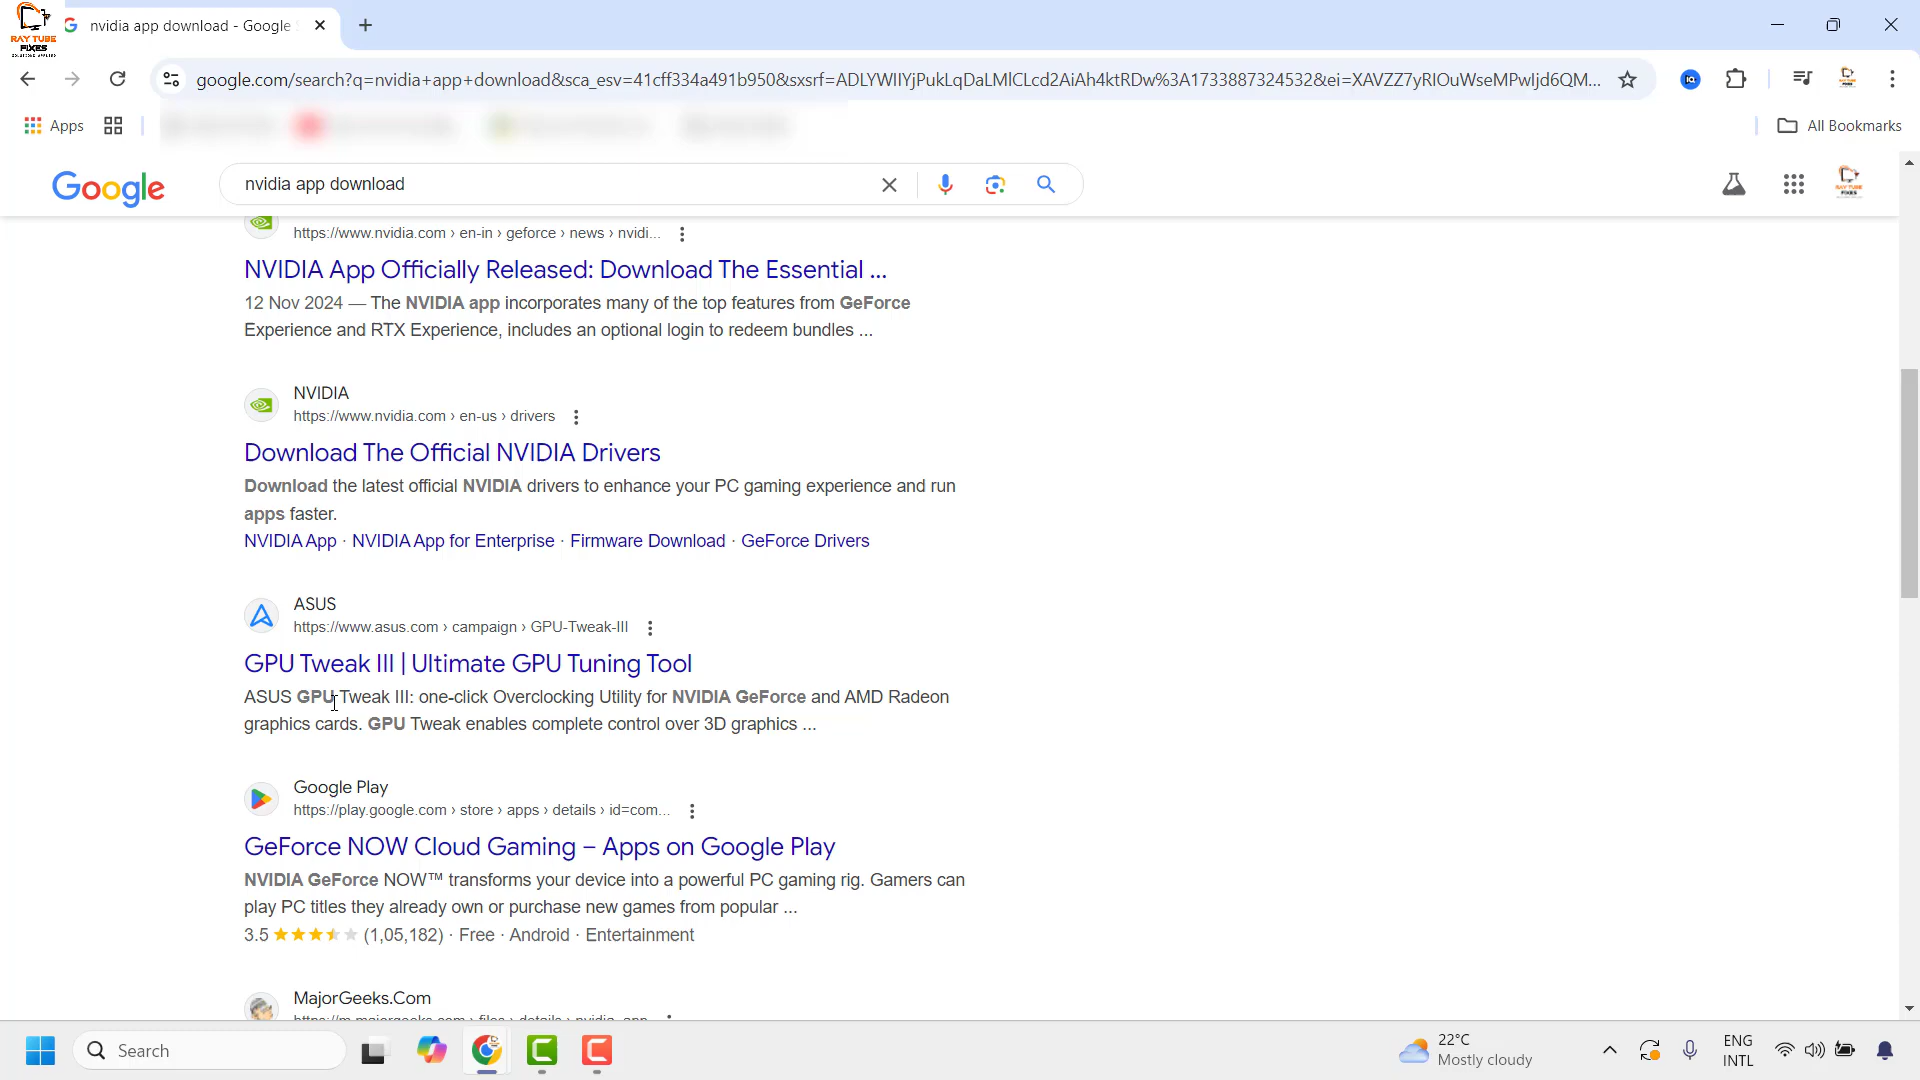 RAY TUBE
FIXES
nvidia app download - Google
google.com/search?q=nvidia+app+download&sca_esv=41cff334a491b950&sxsrf=ADLYWIIYjPukLqDaLMlCLcd2AiAh4ktRDw%3A1733887324532&ei=XAVZZ7yRIOuWseMPwIjd6QM...
Apps
All Bookmarks
Google
nvidia app download
https://www.nvidia.com › en-in › geforce › news › nvidi...
NVIDIA App Officially Released: Download The Essential ...
12 Nov 2024 — The NVIDIA app incorporates many of the top features from GeForce
Experience and RTX Experience, includes an optional login to redeem bundles ...
NVIDIA
https://www.nvidia.com › en-us › drivers
Download The Official NVIDIA Drivers
Download the latest official NVIDIA drivers to enhance your PC gaming experience and run
apps faster.
NVIDIA App · NVIDIA App for Enterprise · Firmware Download · GeForce Drivers
ASUS
https://www.asus.com › campaign › GPU-Tweak-III
GPU Tweak III | Ultimate GPU Tuning Tool
ASUS GPU Tweak III: one-click Overclocking Utility for NVIDIA GeForce and AMD Radeon
graphics cards. GPU Tweak enables complete control over 3D graphics ...
Google Play
https://play.google.com › store › apps › details › id=com...
GeForce NOW Cloud Gaming – Apps on Google Play
NVIDIA GeForce NOW™ transforms your device into a powerful PC gaming rig. Gamers can
play PC titles they already own or purchase new games from popular ...
3.5 (1,05,182) · Free · Android · Entertainment
MajorGeeks.Com
https://m.majorgeeks.com › files › details › nvidia_app
Search
22°C
Mostly cloudy
ENG
INTL